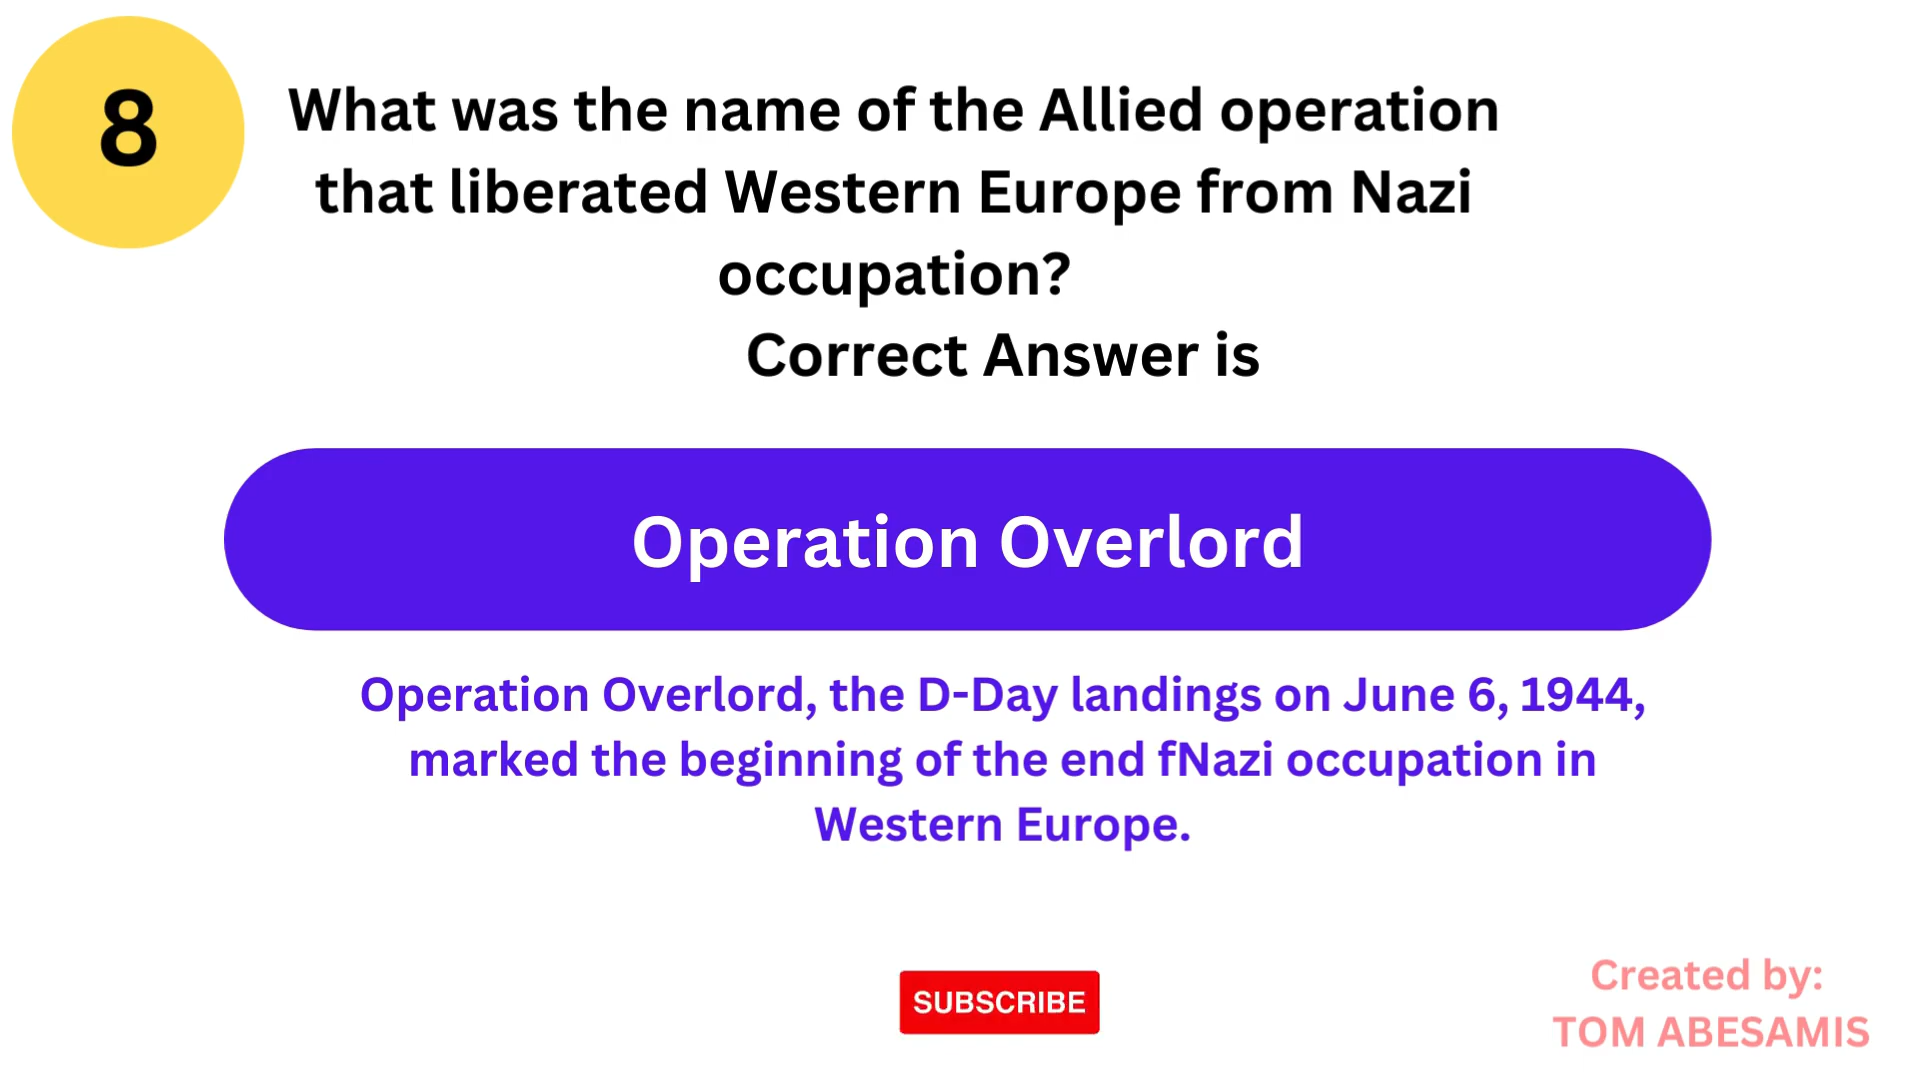 8
What was the name of the Allied operation
that liberated Western Europe from Nazi
occupation?
Correct Answer is
Operation Overlord
Operation Overlord, the D-Day landings on June 6, 1944,
marked the beginning of the end fNazi occupation in
Western Europe.
SUBSCRIBE
Created by:
TOM ABESAMIS